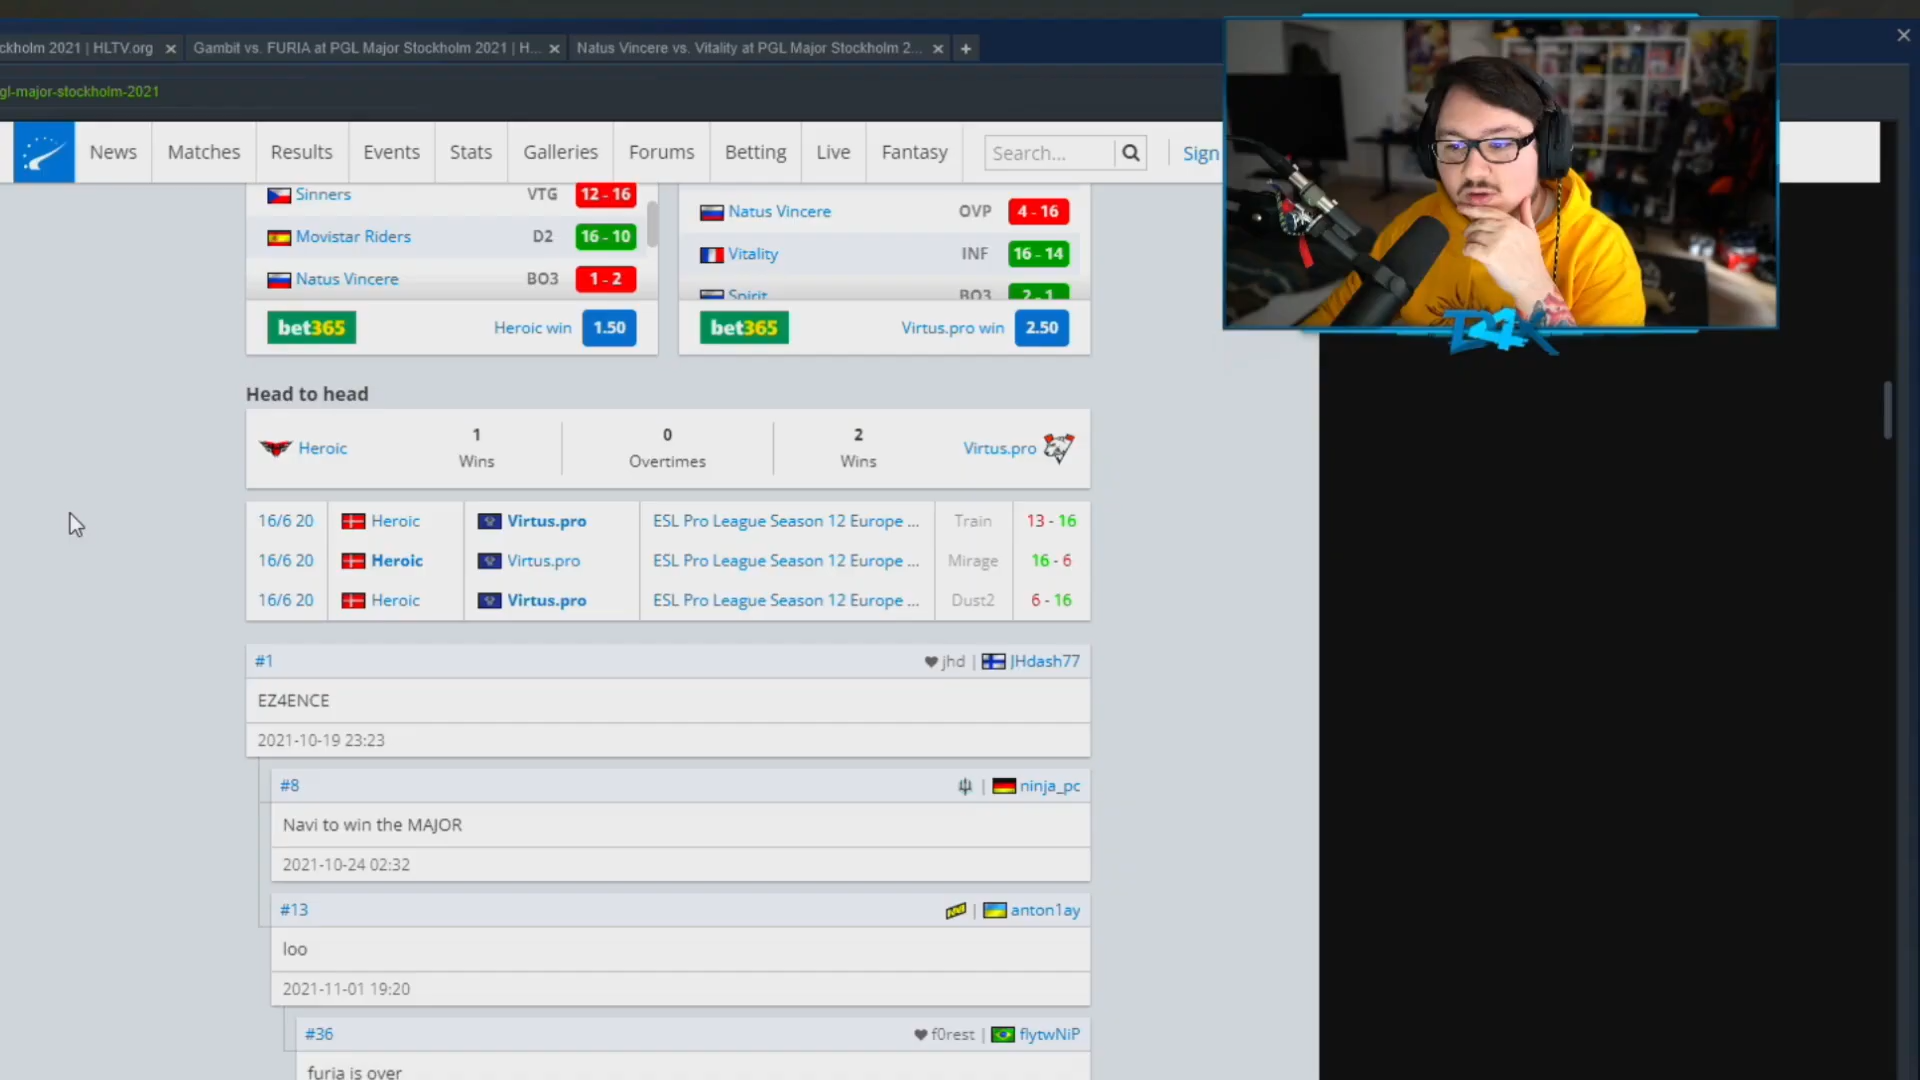 ckholm 2021 | HLTV.org
Gambit vs. FURIA at PGL Major Stockholm 2021 | H...
Natus Vincere vs. Vitality at PGL Major Stockholm 2...
gl-major-stockholm-2021
News Matches Results Events Stats Galleries Forums Betting Live Fantasy Search... Sign
Sinners VTG 12 - 16
Movistar Riders D2 16 - 10
Natus Vincere BO3 1 - 2
bet365 Heroic win 1.50
Natus Vincere OVP 4 - 16
Vitality INF 16 - 14
Spirit BO3 2 - 1
bet365 Virtus.pro win 2.50
Head to head
Heroic 1 Wins 0 Overtimes 2 Wins Virtus.pro
16/6 20 Heroic Virtus.pro ESL Pro League Season 12 Europe ... Train 13 - 16
16/6 20 Heroic Virtus.pro ESL Pro League Season 12 Europe ... Mirage 16 - 6
16/6 20 Heroic Virtus.pro ESL Pro League Season 12 Europe ... Dust2 6 - 16
#1 jhd | JHdash77
EZ4ENCE
2021-10-19 23:23
#8 | ninja_pc
Navi to win the MAJOR
2021-10-24 02:32
#13 | anton1ay
loo
2021-11-01 19:20
#36 f0rest | flytwNiP
furia is over